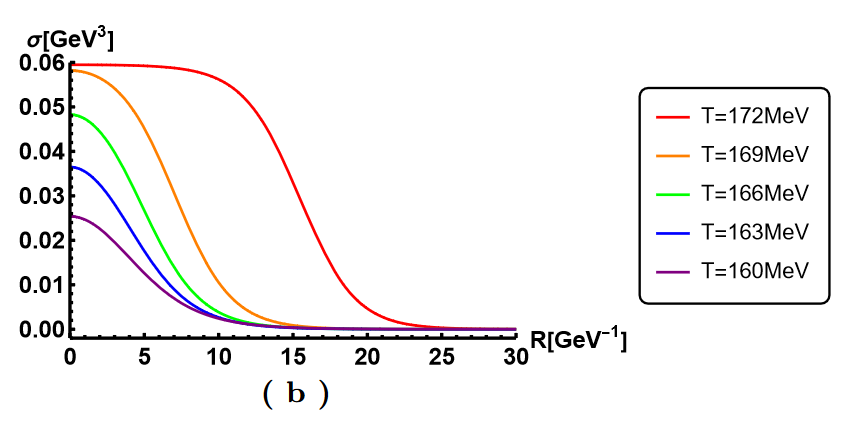 σ[GeV³]
0.06
0.05
0.04
0.03
0.02
0.01
0.00
0 5 10 15 20 25 30
R[GeV⁻¹]
( b )
T=172MeV
T=169MeV
T=166MeV
T=163MeV
T=160MeV